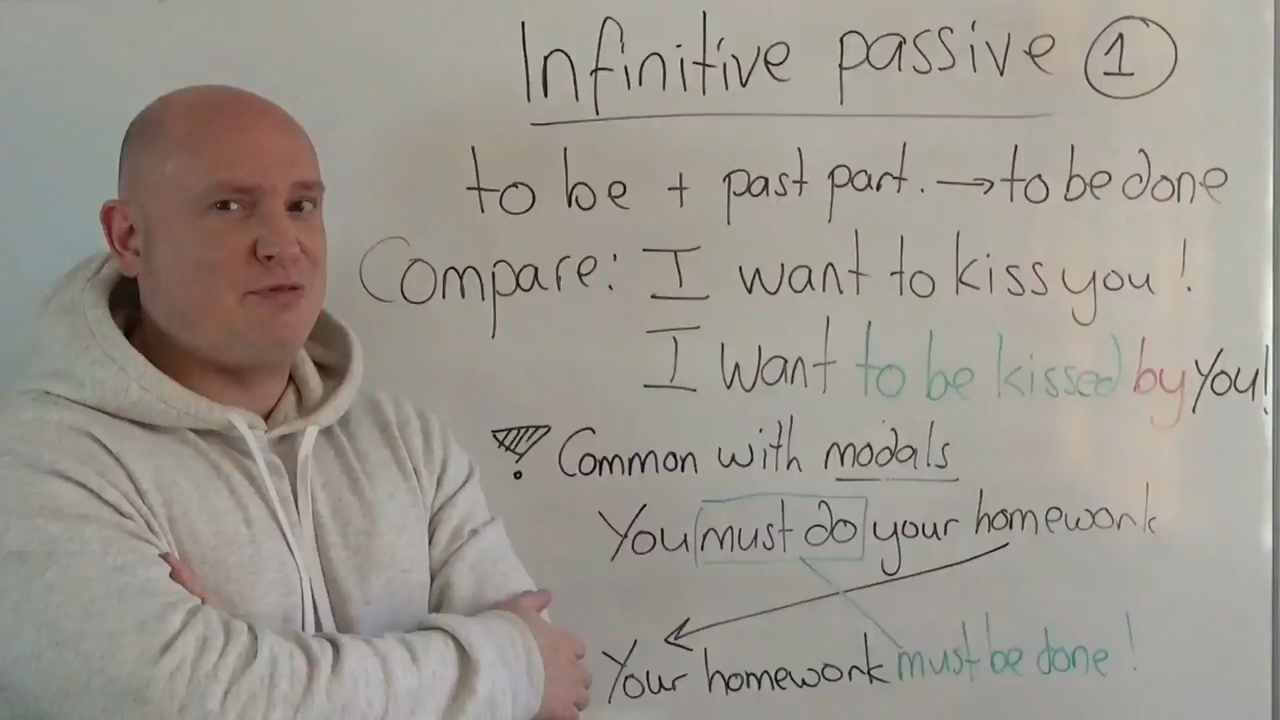 Infinitive passive 1
to be + past part. → to be done
Compare: I want to kiss you!
I want to be kissed by you!
! Common with modals
You must do your homework
Your homework must be done!